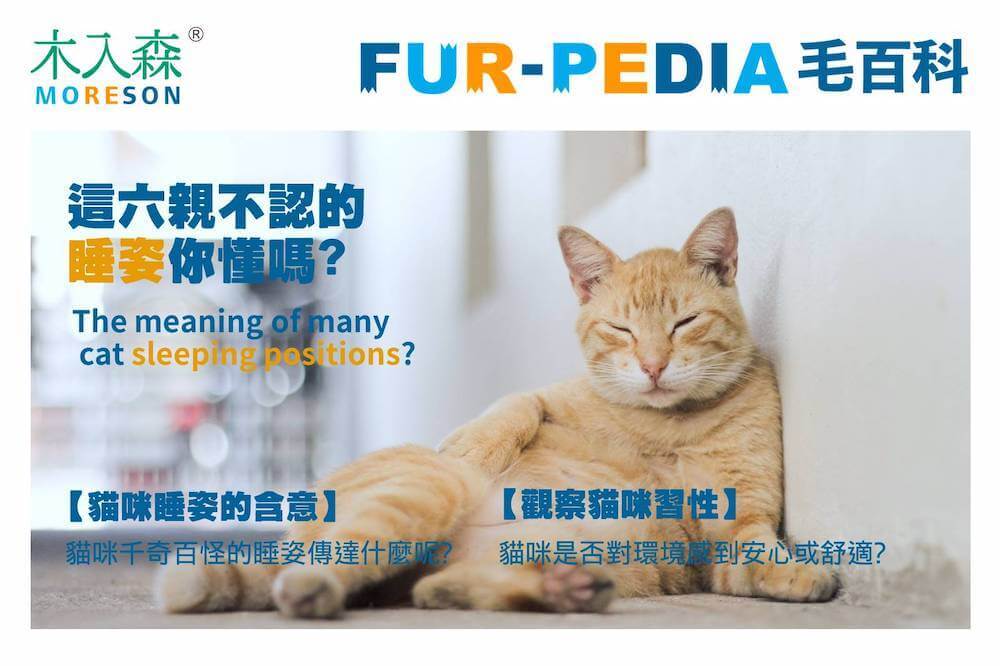 木入森®
MORESON
FUR-PEDIA 毛百科
這六親不認的
睡姿你懂嗎?
The meaning of many
cat sleeping positions?
【貓咪睡姿的含意】
貓咪千奇百怪的睡姿傳達什麼呢?
【觀察貓咪習性】
貓咪是否對環境感到安心或舒適?